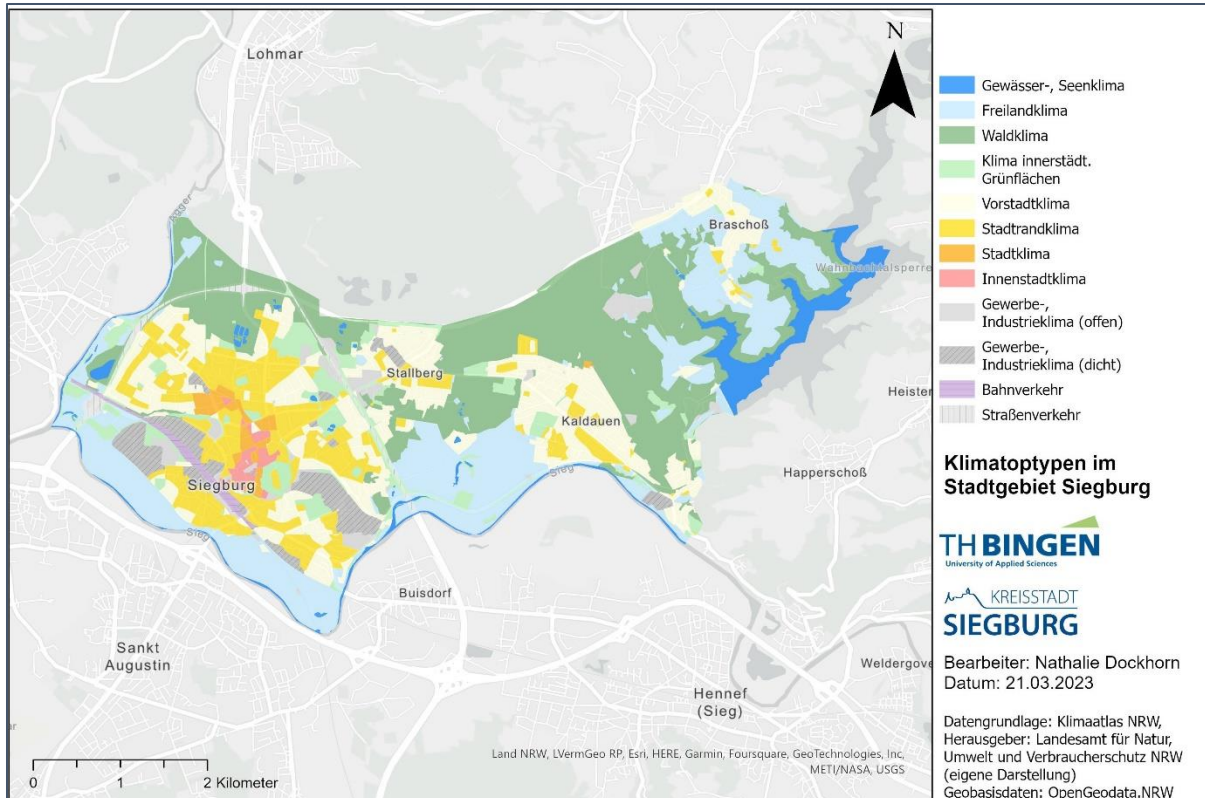 Lohmar
N
Agger
Braschoß
Wahnbachtalsperre
Stallberg
Kaldauen
Heister
Happerschoß
Sieg
Siegburg
Sieg
Buisdorf
Sankt
Augustin
Hennef
(Sieg)
Weldergove
0 1 2 Kilometer
Land NRW, LVermGeo RP, Esri, HERE, Garmin, Foursquare, GeoTechnologies, Inc,
METI/NASA, USGS
Gewässer-, Seenklima
Freilandklima
Waldklima
Klima innerstädt.
Grünflächen
Vorstadtklima
Stadtrandklima
Stadtklima
Innenstadtklima
Gewerbe-,
Industrieklima (offen)
Gewerbe-,
Industrieklima (dicht)
Bahnverkehr
Straßenverkehr
Klimatoptypen im
Stadtgebiet Siegburg
TH BINGEN
University of Applied Sciences
KREISSTADT
SIEGBURG
Bearbeiter: Nathalie Dockhorn
Datum: 21.03.2023
Datengrundlage: Klimaatlas NRW,
Herausgeber: Landesamt für Natur,
Umwelt und Verbraucherschutz NRW
(eigene Darstellung)
Geobasisdaten: OpenGeodata.NRW